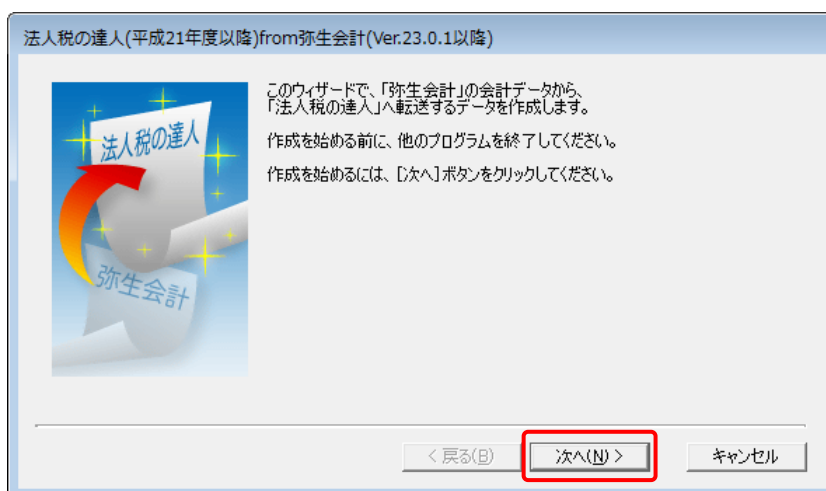 法人税の達人(平成21年度以降)from弥生会計(Ver.23.0.1以降)
このウィザードで、「弥生会計」の会計データから、
「法人税の達人」へ転送するデータを作成します。
作成を始める前に、他のプログラムを終了してください。
作成を始めるには、[次へ]ボタンをクリックしてください。
法人税の達人
弥生会計
< 戻る(B)
次へ(N) >
キャンセル